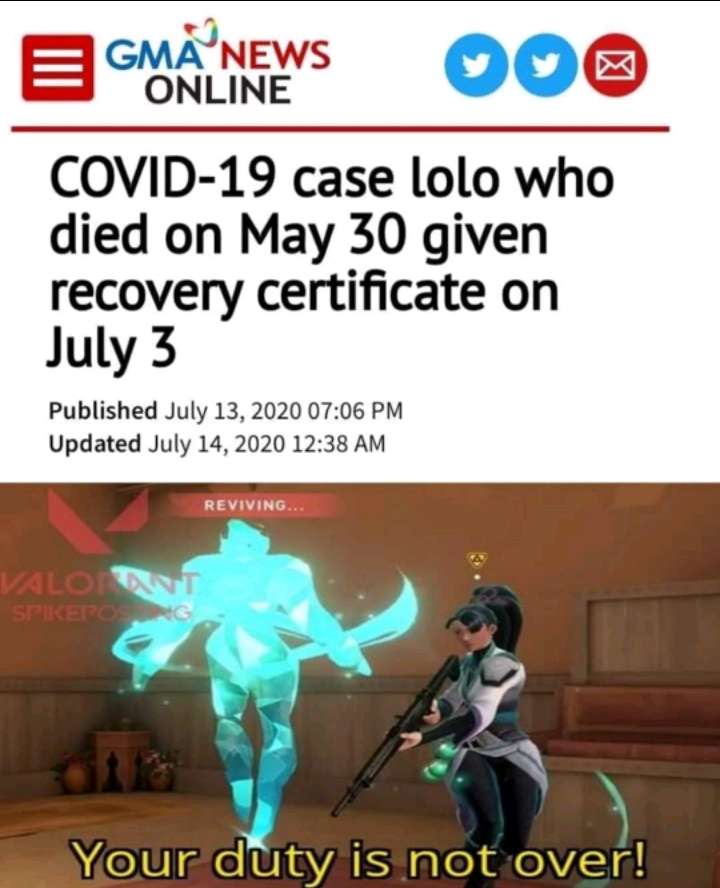 GMA NEWS
ONLINE
COVID-19 case lolo who
died on May 30 given
recovery certificate on
July 3
Published July 13, 2020 07:06 PM
Updated July 14, 2020 12:38 AM
REVIVING...
VALORANT
SPIKEPOSTING
Your duty is not over!